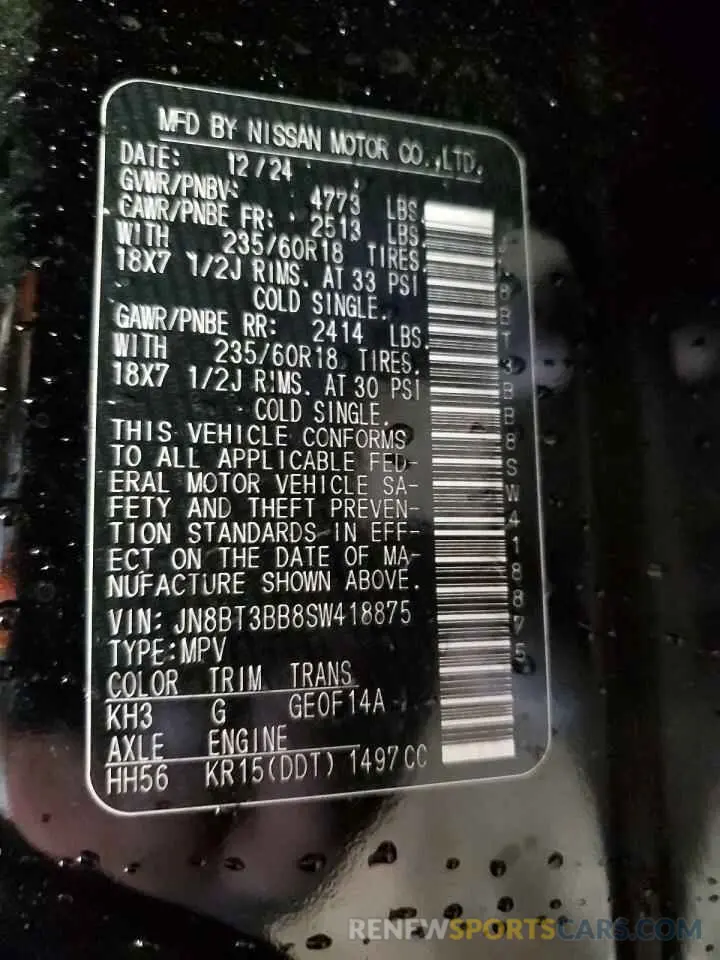 MFD BY NISSAN MOTOR CO.,LTD.
DATE: 12/24
GVWR/PNBV: 4773 LBS.
CAWR/PNBE FR: 2513 LBS.
WITH 235/60R18 TIRES.
18X7 1/2J RIMS. AT 33 PSI
COLD SINGLE.
GAWR/PNBE RR: 2414 LBS.
WITH 235/60R18 TIRES.
18X7 1/2J RIMS. AT 30 PSI
COLD SINGLE.
THIS VEHICLE CONFORMS
TO ALL APPLICABLE FED-
ERAL MOTOR VEHICLE SA-
FETY AND THEFT PREVEN-
TION STANDARDS IN EFF-
ECT ON THE DATE OF MA-
NUFACTURE SHOWN ABOVE.
VIN: JN8BT3BB8SW418875
TYPE:MPV
COLOR TRIM TRANS
KH3 G GEOF14A
AXLE ENGINE
HH56 KR15(DDT) 1497CC
JN8BT3BB8SW418875
RENEWSPORTSCARS.COM